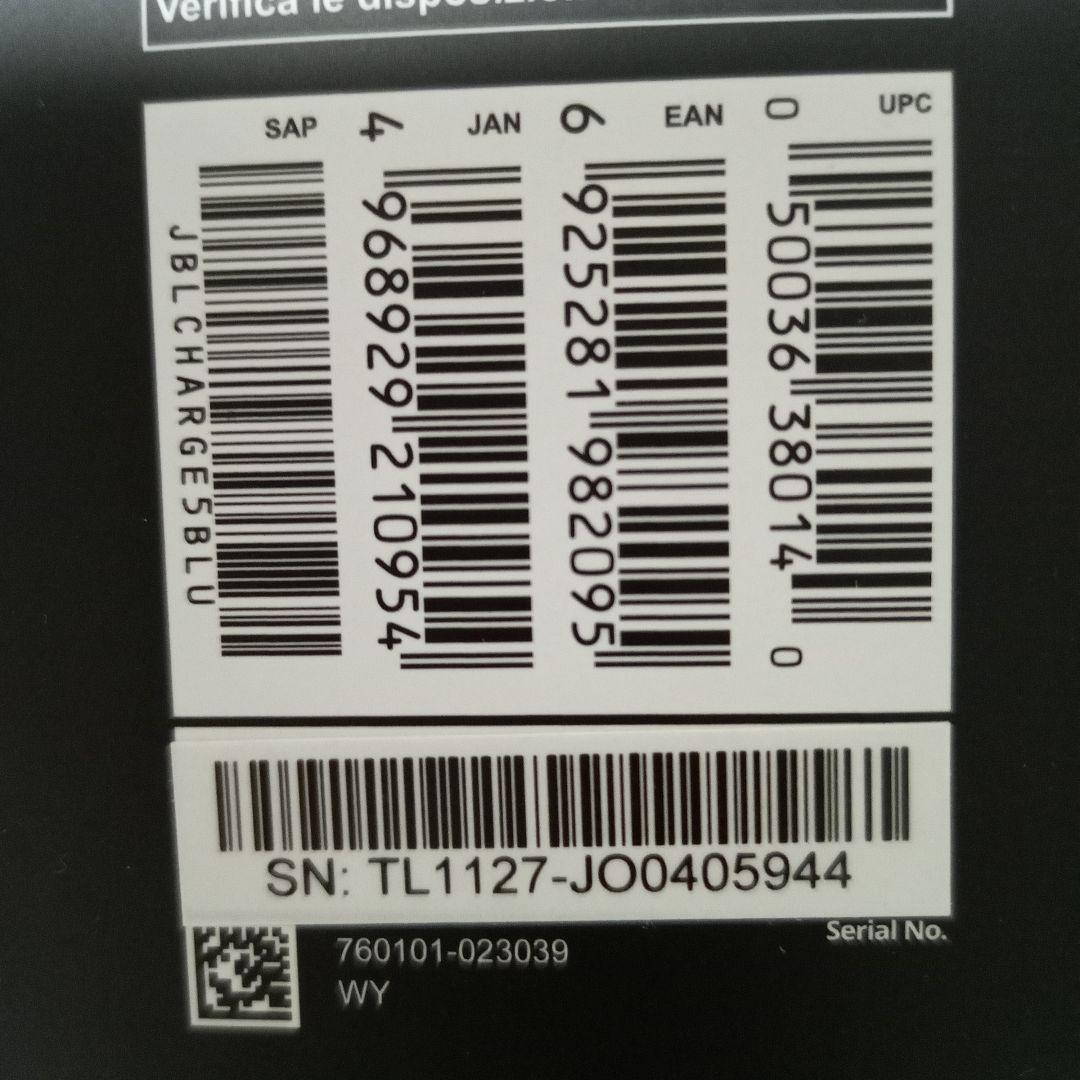 Verifica le
SAP
JBLCHARGE5BLU
JAN
4 968929 210954
EAN
6 925281 982095
UPC
0 50036 38014 0
SN: TL1127-JO0405944
Serial No.
760101-023039
WY